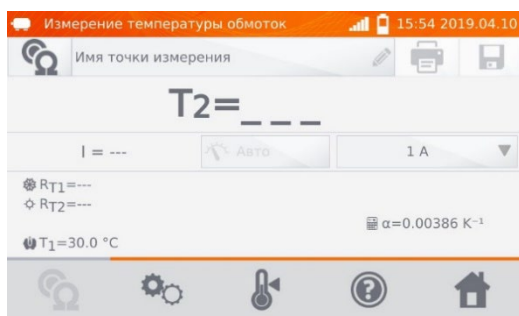 Измерение температуры обмоток 15:54 2019.04.10
Имя точки измерения
T2=_ _ _
I = --- Авто 1 A
RT1=---
RT2=---
α=0.00386 K⁻¹
T1=30.0 °C